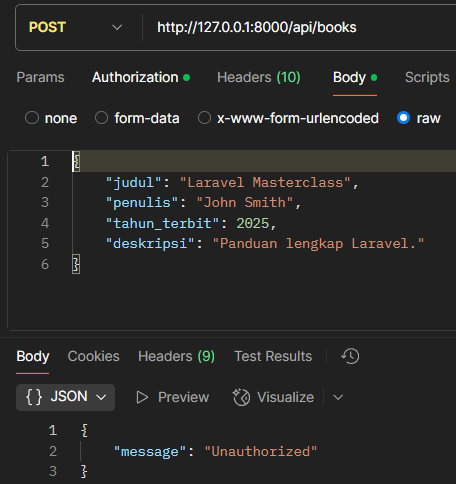 POST http://127.0.0.1:8000/api/books
Params Authorization Headers (10) Body Scripts
none form-data x-www-form-urlencoded raw
1 {
2 "judul": "Laravel Masterclass",
3 "penulis": "John Smith",
4 "tahun_terbit": 2025,
5 "deskripsi": "Panduan lengkap Laravel."
6 }
Body Cookies Headers (9) Test Results
{} JSON Preview Visualize
1 {
2 "message": "Unauthorized"
3 }